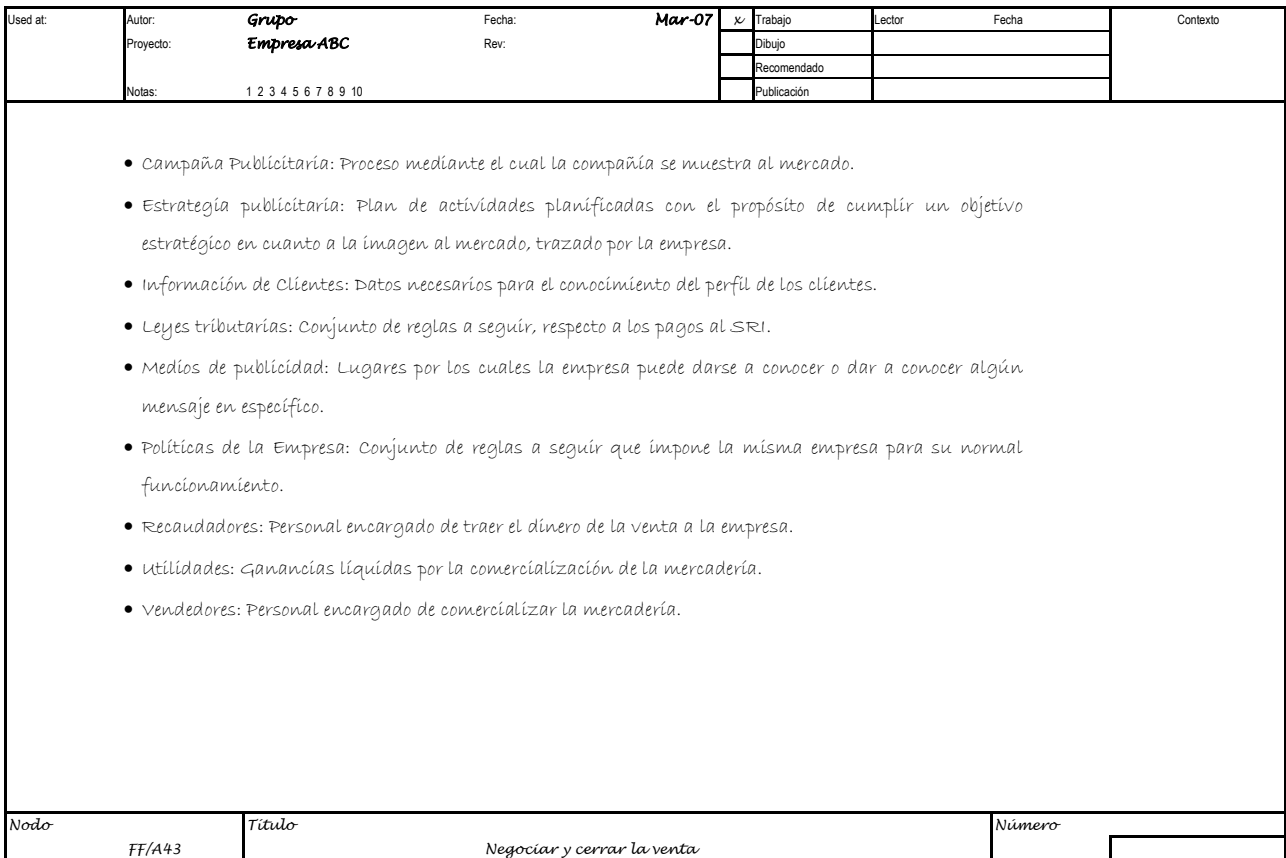 Used at: Autor: Grupo Fecha: Mar-07 x Trabajo Lector Fecha Contexto
Proyecto: Empresa ABC Rev: Dibujo
Recomendado
Notas: 1 2 3 4 5 6 7 8 9 10 Publicación
• Campaña Publicitaria: Proceso mediante el cual la compañía se muestra al mercado.
• Estrategia publicitaria: Plan de actividades planificadas con el propósito de cumplir un objetivo
estratégico en cuanto a la imagen al mercado, trazado por la empresa.
• Información de Clientes: Datos necesarios para el conocimiento del perfil de los clientes.
• Leyes tributarias: Conjunto de reglas a seguir, respecto a los pagos al SRI.
• Medios de publicidad: Lugares por los cuales la empresa puede darse a conocer o dar a conocer algún
mensaje en específico.
• Políticas de la Empresa: Conjunto de reglas a seguir que impone la misma empresa para su normal
funcionamiento.
• Recaudadores: Personal encargado de traer el dinero de la venta a la empresa.
• Utilidades: Ganancias líquidas por la comercialización de la mercadería.
• Vendedores: Personal encargado de comercializar la mercadería.
Nodo Título Número
FF/A43 Negociar y cerrar la venta